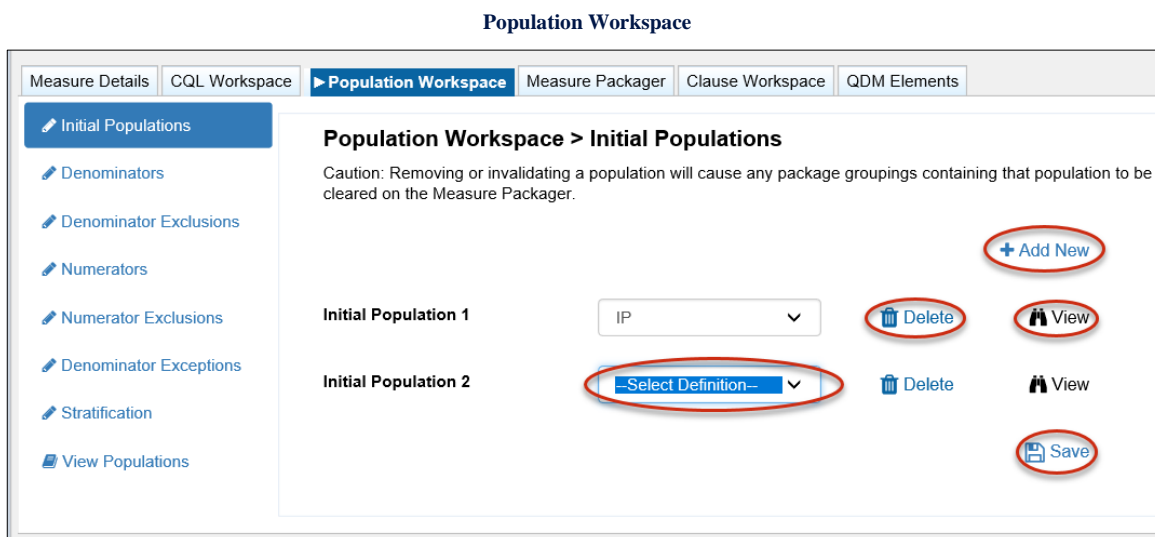 Population Workspace
Measure Details CQL Workspace ▶Population Workspace Measure Packager Clause Workspace QDM Elements
Initial Populations
Denominators
Denominator Exclusions
Numerators
Numerator Exclusions
Denominator Exceptions
Stratification
View Populations
Population Workspace > Initial Populations
Caution: Removing or invalidating a population will cause any package groupings containing that population to be
cleared on the Measure Packager.
+ Add New
Initial Population 1 IP Delete View
Initial Population 2 --Select Definition-- Delete View
Save